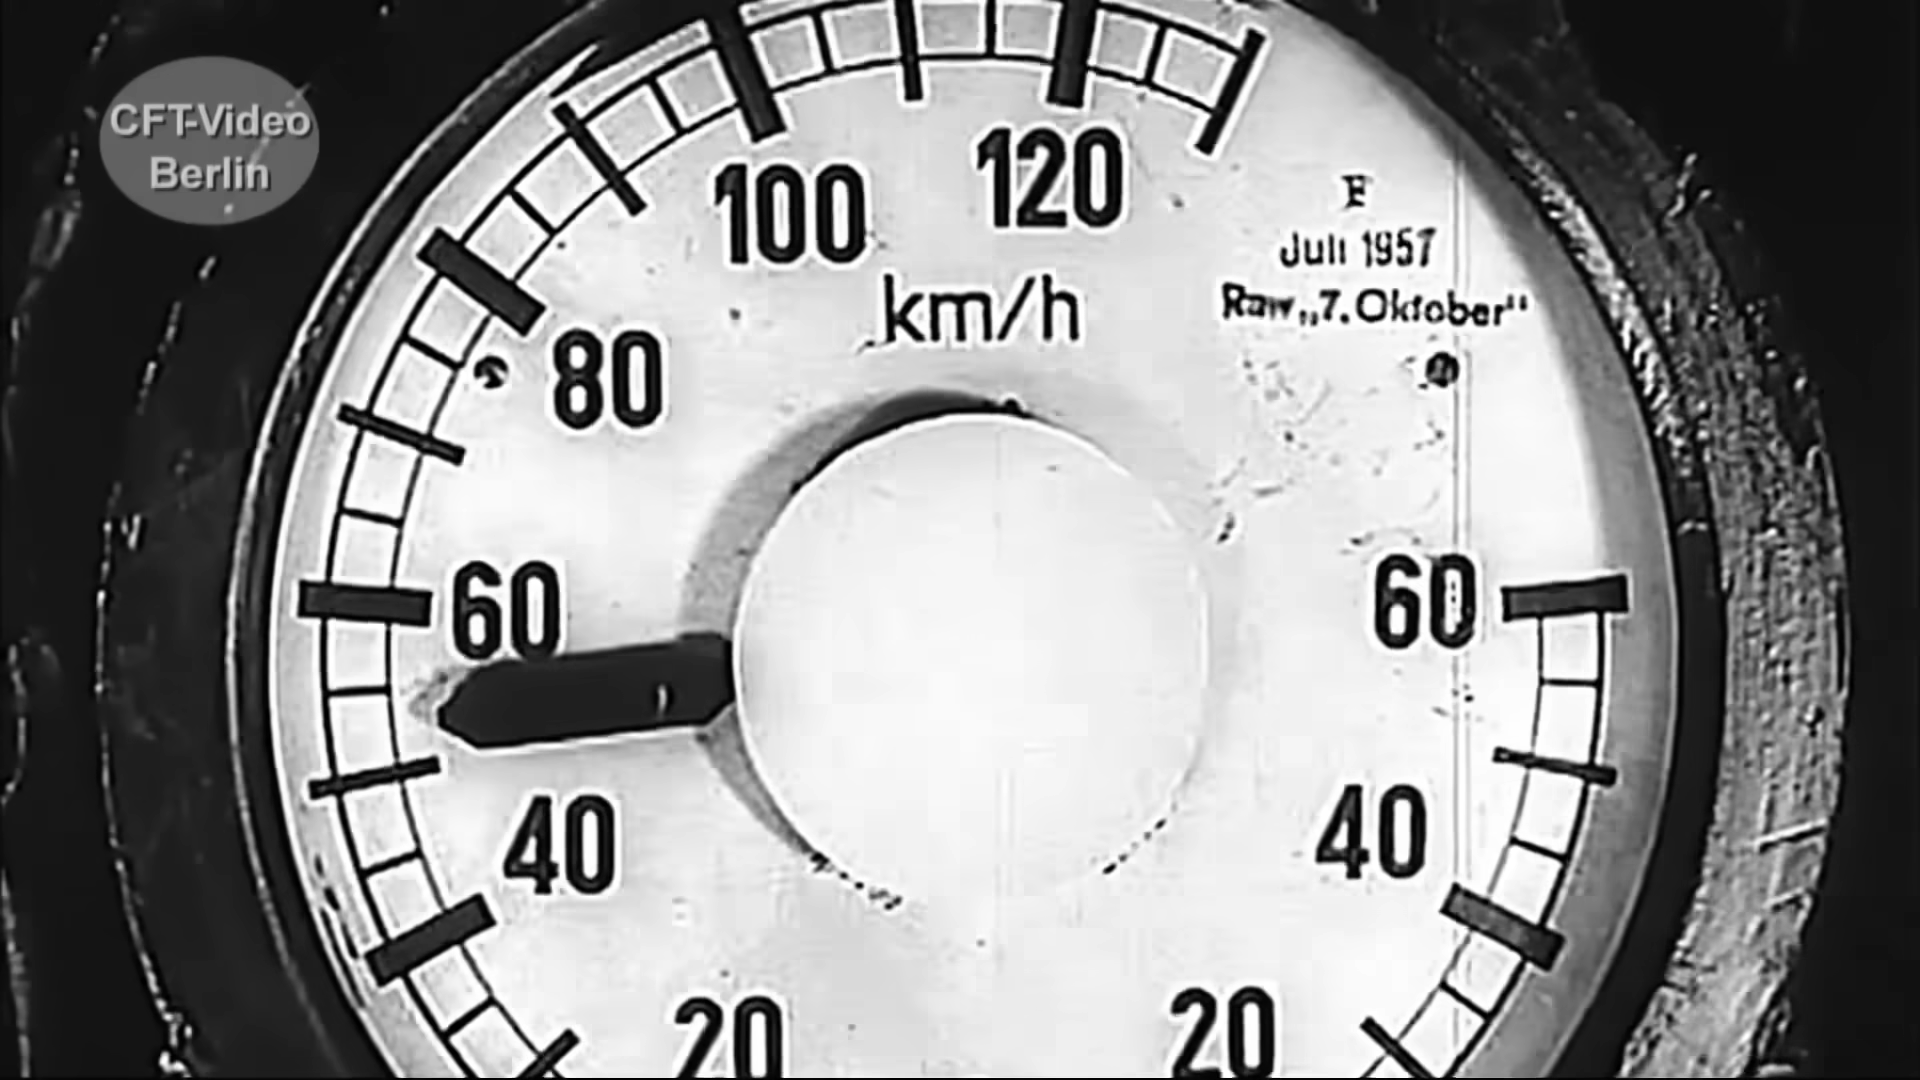 CFT-Video
Berlin
100
120
km/h
F
Juli 1957
Raw „7. Oktober“
80
60
60
40
40
20
20